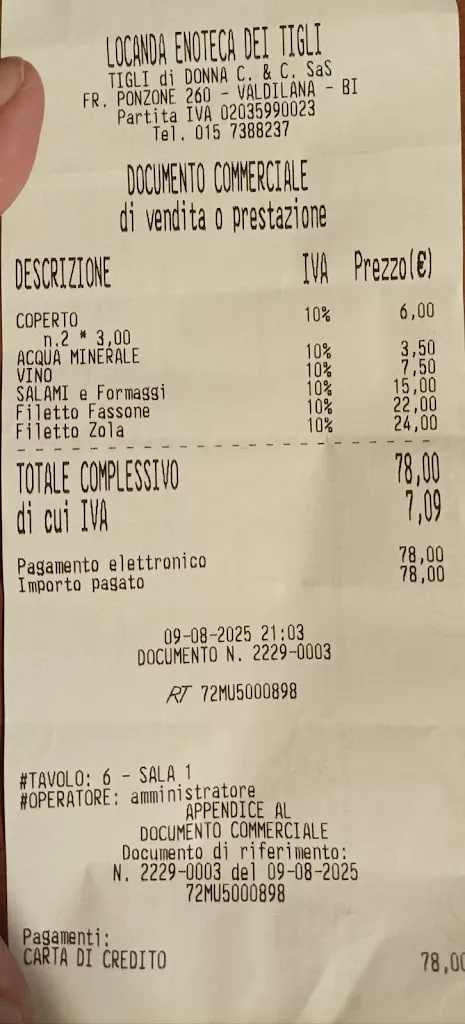 LOCANDA ENOTECA DEI TIGLI
TIGLI di DONNA C. & C. SaS
FR. PONZONE 260 - VALDILANA - BI
Partita IVA 02035990023
Tel. 015 7388237
DOCUMENTO COMMERCIALE
di vendita o prestazione
DESCRIZIONE IVA Prezzo(€)
COPERTO 10% 6,00
n.2 * 3,00
ACQUA MINERALE 10% 3,50
VINO 10% 7,50
SALAMI e Formaggi 10% 15,00
Filetto Fassone 10% 22,00
Filetto Zola 10% 24,00
TOTALE COMPLESSIVO 78,00
di cui IVA 7,09
Pagamento elettronico 78,00
Importo pagato 78,00
09-08-2025 21:03
DOCUMENTO N. 2229-0003
RT 72MU5000898
#TAVOLO: 6 - SALA 1
#OPERATORE: amministratore
APPENDICE AL
DOCUMENTO COMMERCIALE
Documento di riferimento:
N. 2229-0003 del 09-08-2025
72MU5000898
Pagamenti:
CARTA DI CREDITO 78,00